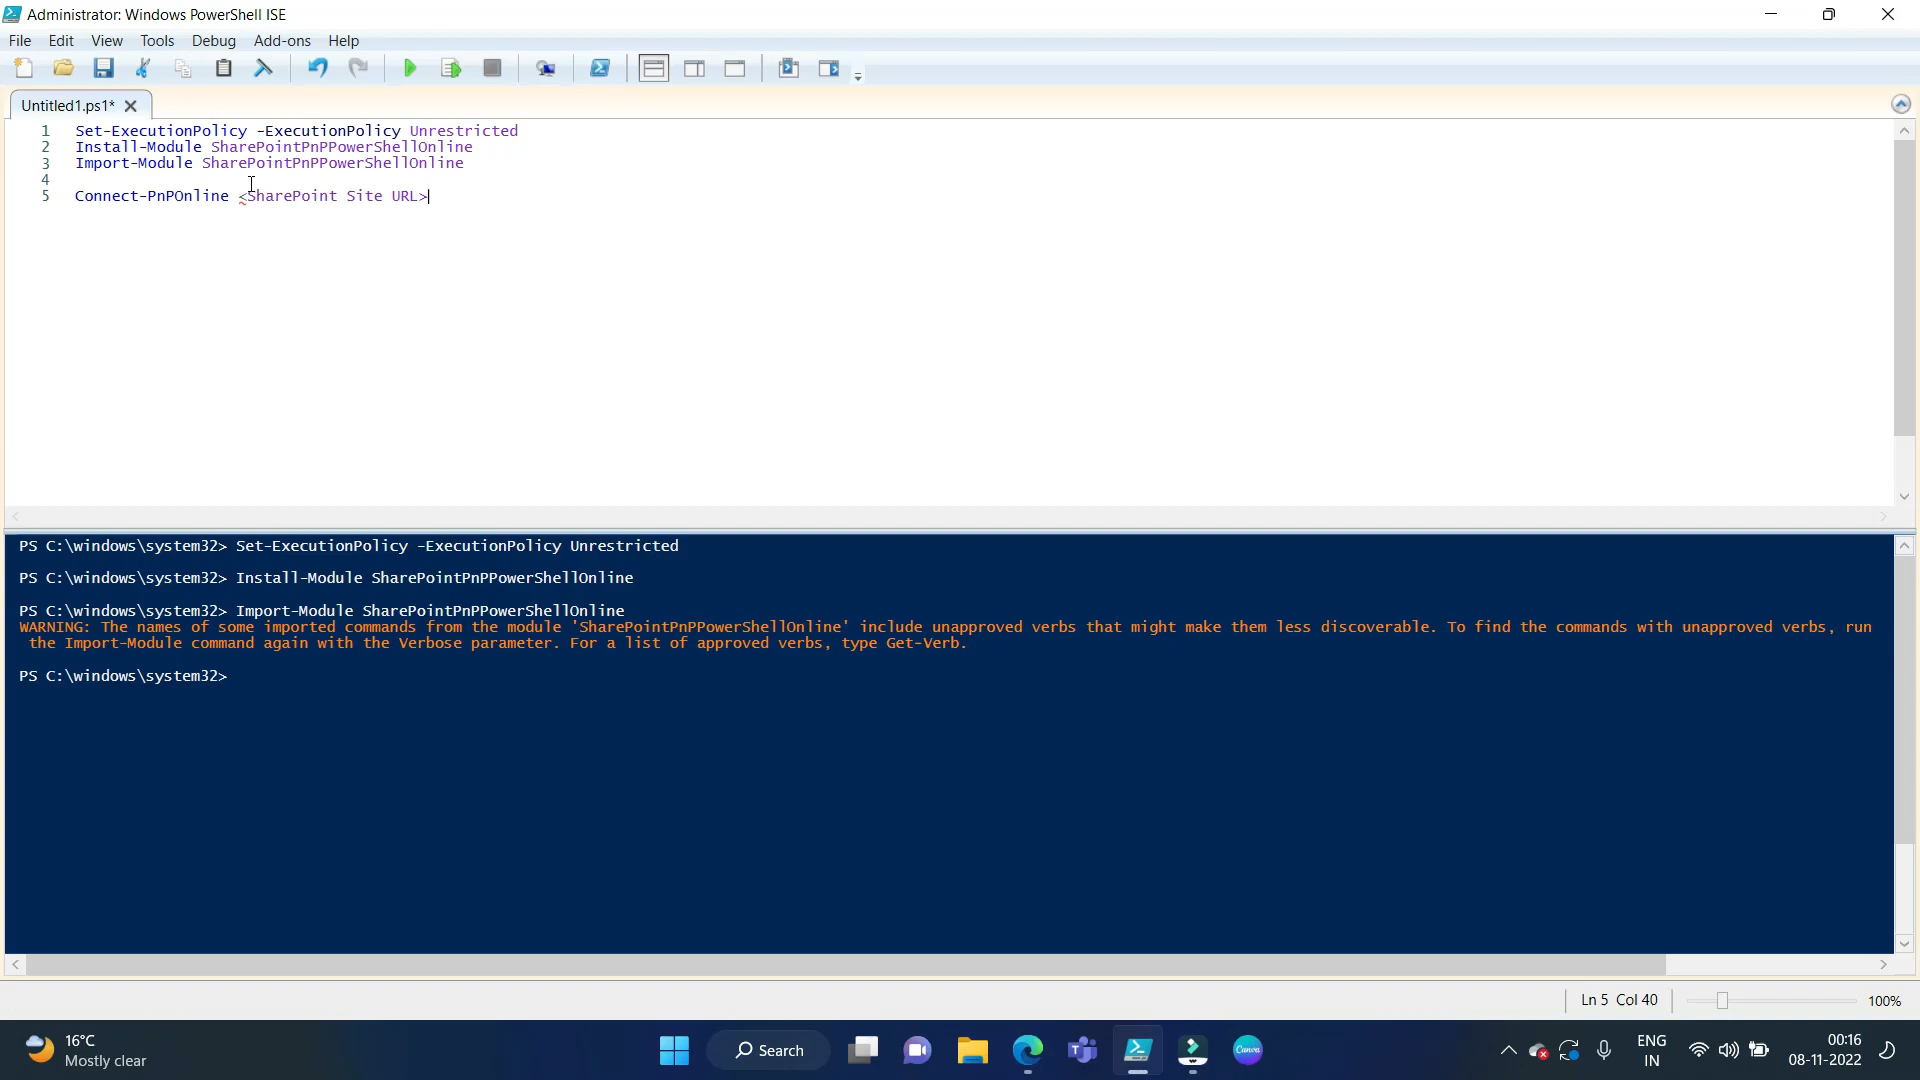 Administrator: Windows PowerShell ISE
File Edit View Tools Debug Add-ons Help
Untitled1.ps1*
1 Set-ExecutionPolicy -ExecutionPolicy Unrestricted
2 Install-Module SharePointPnPPowerShellOnline
3 Import-Module SharePointPnPPowerShellOnline
4
5 Connect-PnPOnline <SharePoint Site URL>
PS C:\windows\system32> Set-ExecutionPolicy -ExecutionPolicy Unrestricted
PS C:\windows\system32> Install-Module SharePointPnPPowerShellOnline
PS C:\windows\system32> Import-Module SharePointPnPPowerShellOnline
WARNING: The names of some imported commands from the module 'SharePointPnPPowerShellOnline' include unapproved verbs that might make them less discoverable. To find the commands with unapproved verbs, run
the Import-Module command again with the Verbose parameter. For a list of approved verbs, type Get-Verb.
PS C:\windows\system32>
Ln 5 Col 40 100%
16°C
Mostly clear
Search
Canva
ENG
IN
00:16
08-11-2022